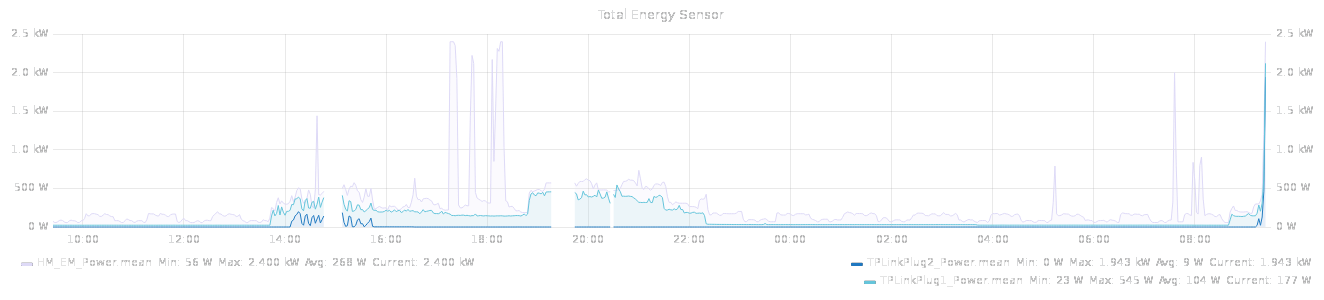 Total Energy Sensor
2.5 kW 2.5 kW
2.0 kW 2.0 kW
1.5 kW 1.5 kW
1.0 kW 1.0 kW
500 W 500 W
0 W 0 W
10:00 12:00 14:00 16:00 18:00 20:00 22:00 00:00 02:00 04:00 06:00 08:00
HM_EM_Power.mean Min: 56 W Max: 2.400 kW Avg: 268 W Current: 2.400 kW TPLinkPlug2_Power.mean Min: 0 W Max: 1.943 kW Avg: 9 W Current: 1.943 kW
TPLinkPlug1_Power.mean Min: 23 W Max: 545 W Avg: 104 W Current: 177 W